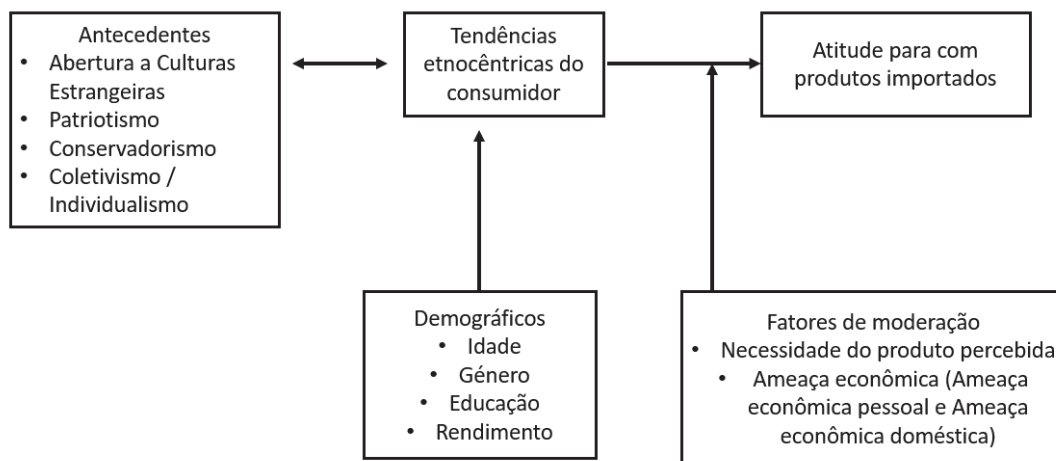 Antecedentes
• Abertura a Culturas
Estrangeiras
• Patriotismo
• Conservadorismo
• Coletivismo /
Individualismo
Tendências
etnocêntricas do
consumidor
Atitude para com
produtos importados
Demográficos
• Idade
• Género
• Educação
• Rendimento
Fatores de moderação
• Necessidade do produto percebida
• Ameaça econômica (Ameaça
econômica pessoal e Ameaça
econômica doméstica)